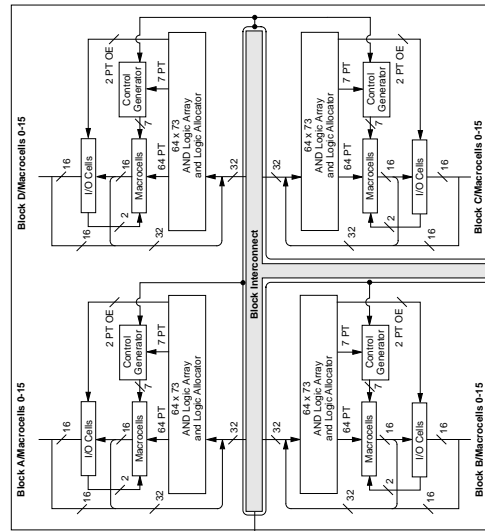 Block A/Macrocells 0-15
16
16
I/O Cells
2 PT OE
16
2
Macrocells
7
Control
Generator
64 PT
7 PT
32
64 x 73
AND Logic Array
and Logic Allocator
32
Block D/Macrocells 0-15
16
16
I/O Cells
2 PT OE
16
2
Macrocells
7
Control
Generator
64 PT
7 PT
32
64 x 73
AND Logic Array
and Logic Allocator
32
Block Interconnect
32
64 x 73
AND Logic Array
and Logic Allocator
32
64 PT
7 PT
Macrocells
7
Control
Generator
16
2
2 PT OE
I/O Cells
16
16
Block B/Macrocells 0-15
32
64 x 73
AND Logic Array
and Logic Allocator
32
64 PT
7 PT
Macrocells
7
Control
Generator
16
2
2 PT OE
I/O Cells
16
16
Block C/Macrocells 0-15